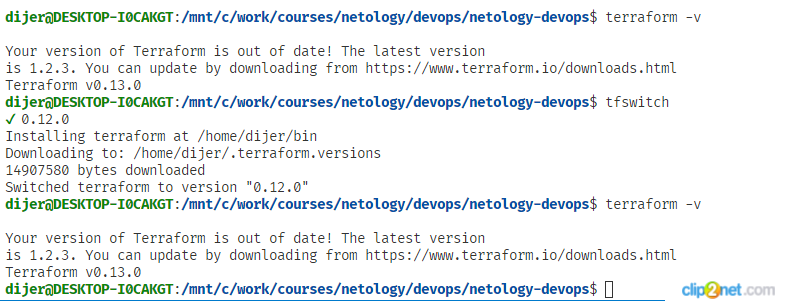 dijer@DESKTOP-I0CAKGT:/mnt/c/work/courses/netology/devops/netology-devops$ terraform -v
Your version of Terraform is out of date! The latest version
is 1.2.3. You can update by downloading from https://www.terraform.io/downloads.html
Terraform v0.13.0
dijer@DESKTOP-I0CAKGT:/mnt/c/work/courses/netology/devops/netology-devops$ tfswitch
✔ 0.12.0
Installing terraform at /home/dijer/bin
Downloading to: /home/dijer/.terraform.versions
14907580 bytes downloaded
Switched terraform to version "0.12.0"
dijer@DESKTOP-I0CAKGT:/mnt/c/work/courses/netology/devops/netology-devops$ terraform -v
Your version of Terraform is out of date! The latest version
is 1.2.3. You can update by downloading from https://www.terraform.io/downloads.html
Terraform v0.13.0
dijer@DESKTOP-I0CAKGT:/mnt/c/work/courses/netology/devops/netology-devops$
clip2net.com